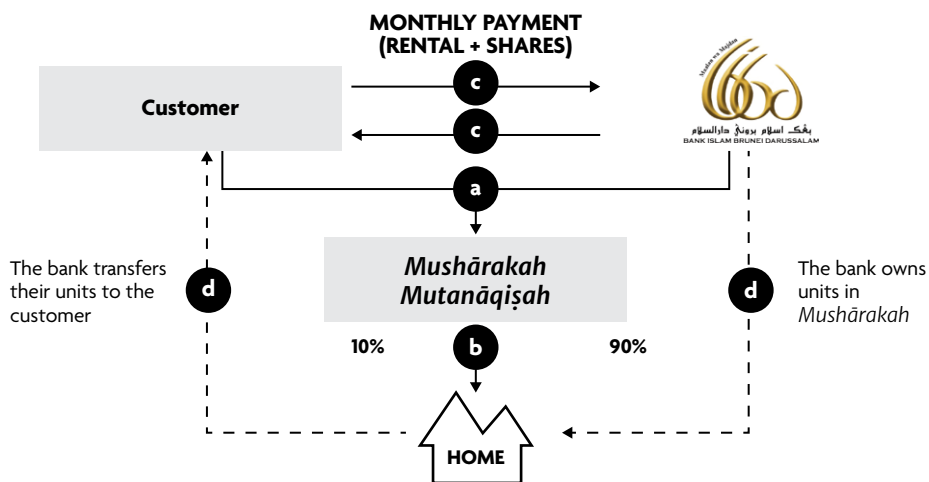 MONTHLY PAYMENT
(RENTAL + SHARES)
c
Customer
c
بڠک اسلام بروني دارالسلام
BANK ISLAM BRUNEI DARUSSALAM
a
The bank transfers
their units to the
customer
d
Mushārakah
Mutanāqiṣah
d
The bank owns
units in
Mushārakah
10%
b
90%
HOME